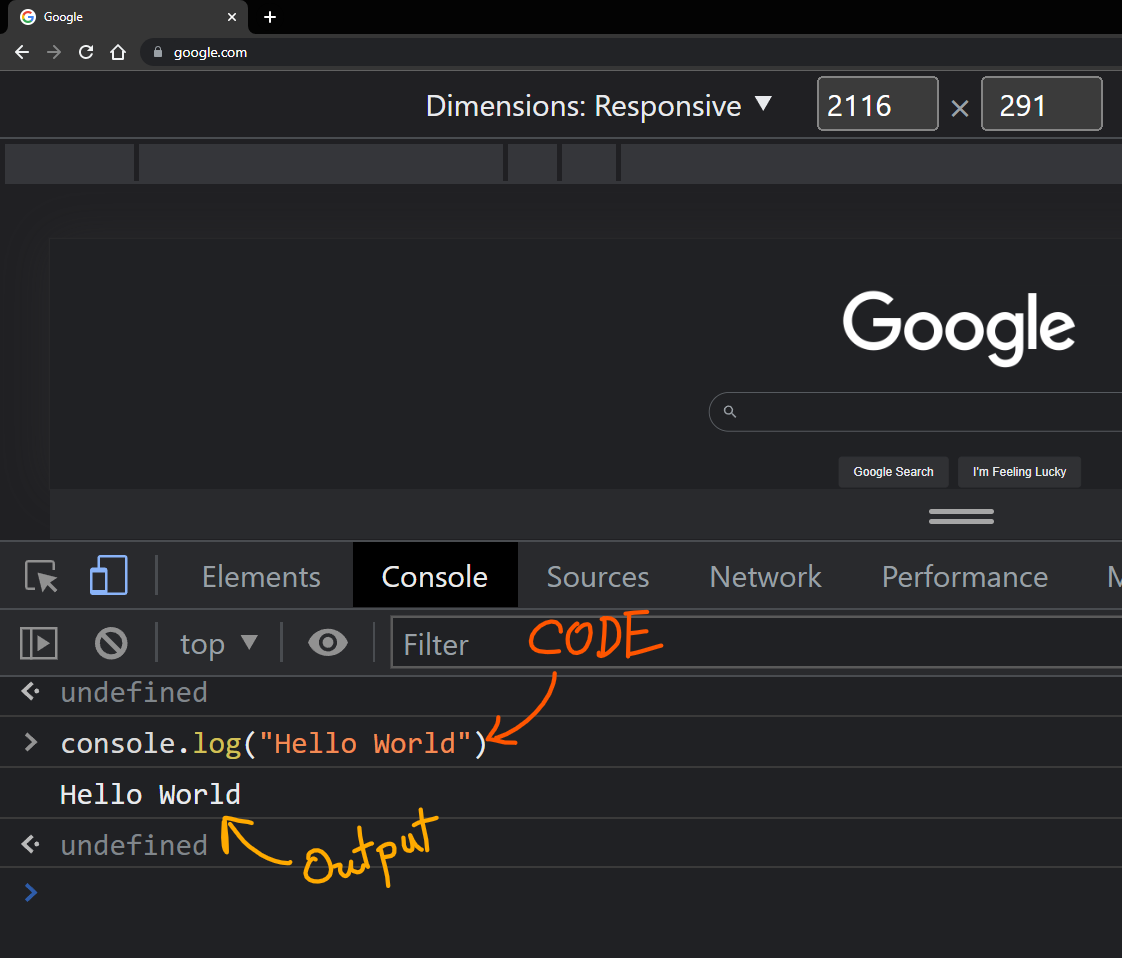 Google
google.com
Dimensions: Responsive ▼ 2116 × 291
Google
Google Search I'm Feeling Lucky
Elements Console Sources Network Performance M
top ▼ Filter CODE
undefined
console.log("Hello World")
Hello World
undefined
Output